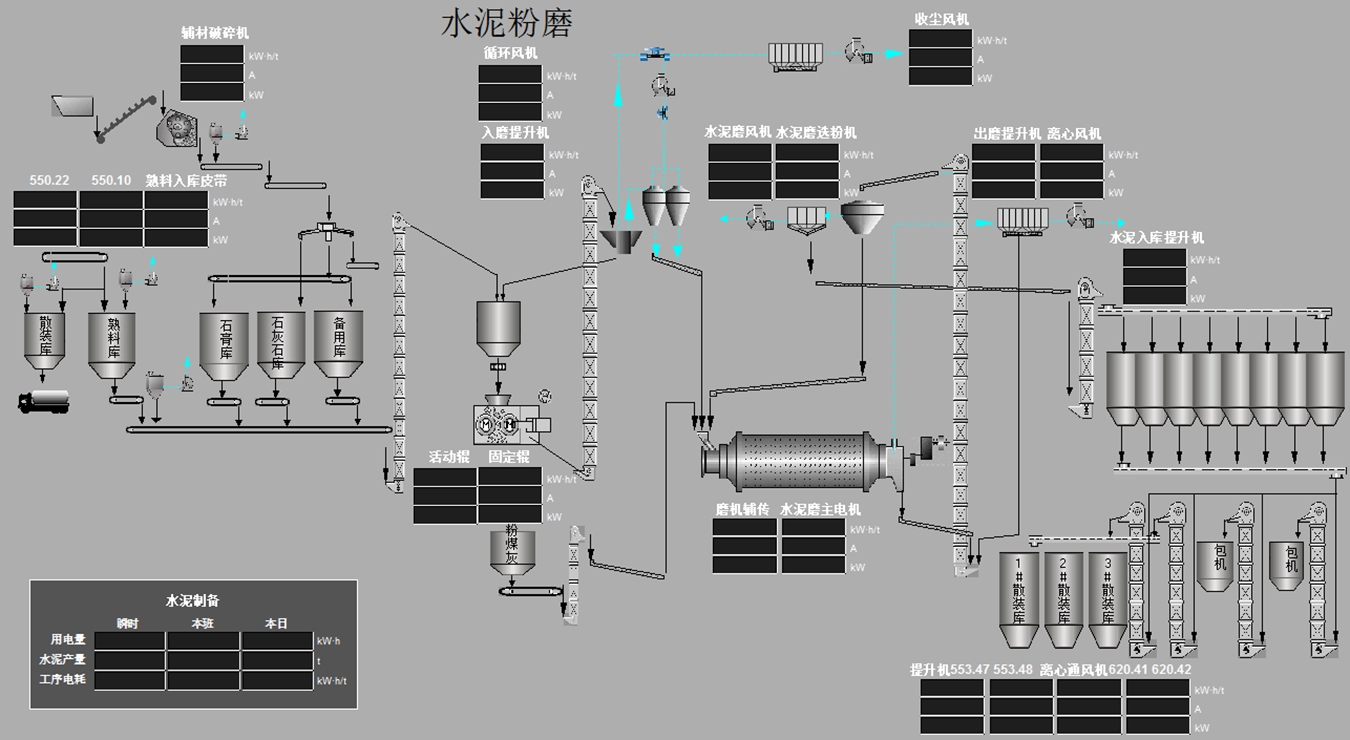 水泥粉磨
收尘风机
kW·h/t
A
kW
辅材破碎机
kW·h/t
A
kW
循环风机
kW·h/t
A
kW
入磨提升机
kW·h/t
A
kW
水泥磨风机 水泥磨选粉机
kW·h/t
A
kW
出磨提升机 离心风机
kW·h/t
A
kW
550.22 550.10 熟料入库皮带
kW·h/t
A
kW
水泥入库提升机
kW·h/t
A
kW
散装库
熟料库
石膏库
石灰石库
备用库
M M
活动辊 固定辊
kW·h/t
A
kW
粉煤灰
磨机辅传 水泥磨主电机
kW·h/t
A
kW
1#散装库
2#散装库
3#散装库
包机
包机
水泥制备
瞬时 本班 本日
用电量 kW·h
水泥产量 t
工序电耗 kW·h/t
提升机553.47 553.48 离心通风机620.41 620.42
kW·h/t
A
kW